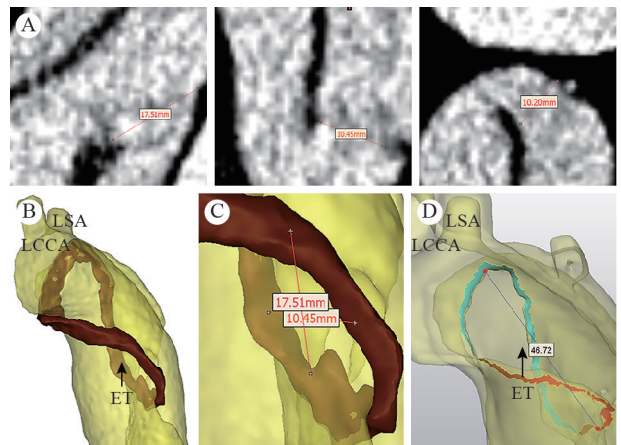 A
17.51mm
10.45mm
10.20mm
B
LSA
LCCA
ET
C
17.51mm
10.45mm
D
LSA
LCCA
46.72
ET